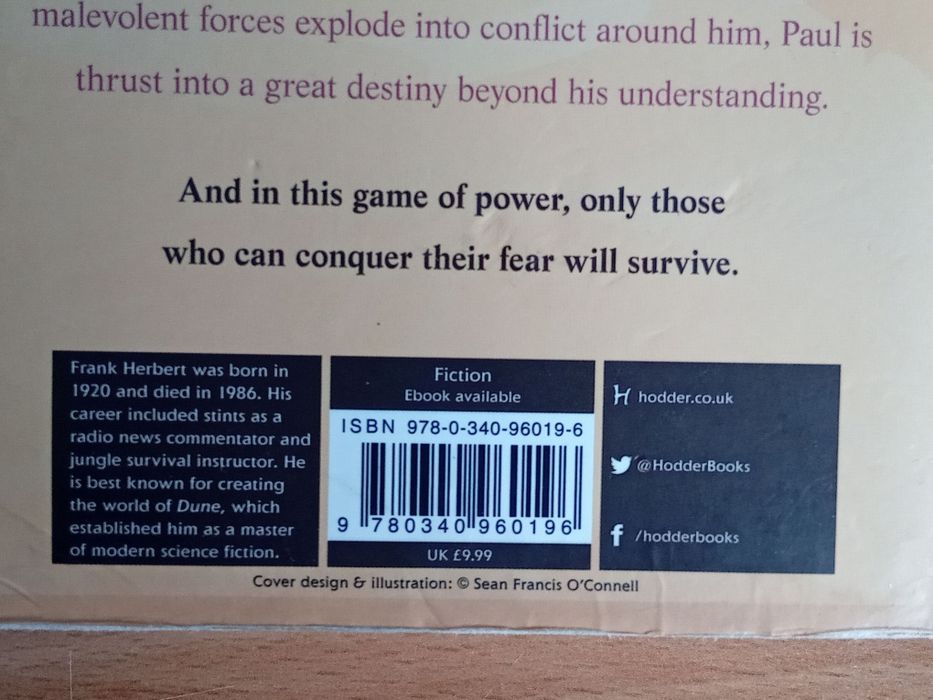 malevolent forces explode into conflict around him, Paul is
thrust into a great destiny beyond his understanding.
And in this game of power, only those
who can conquer their fear will survive.
Frank Herbert was born in
1920 and died in 1986. His
career included stints as a
radio news commentator and
jungle survival instructor. He
is best known for creating
the world of Dune, which
established him as a master
of modern science fiction.
Fiction
Ebook available
ISBN 978-0-340-96019-6
9 780340 960196
UK £9.99
hodder.co.uk
@HodderBooks
/hodderbooks
Cover design & illustration: © Sean Francis O'Connell